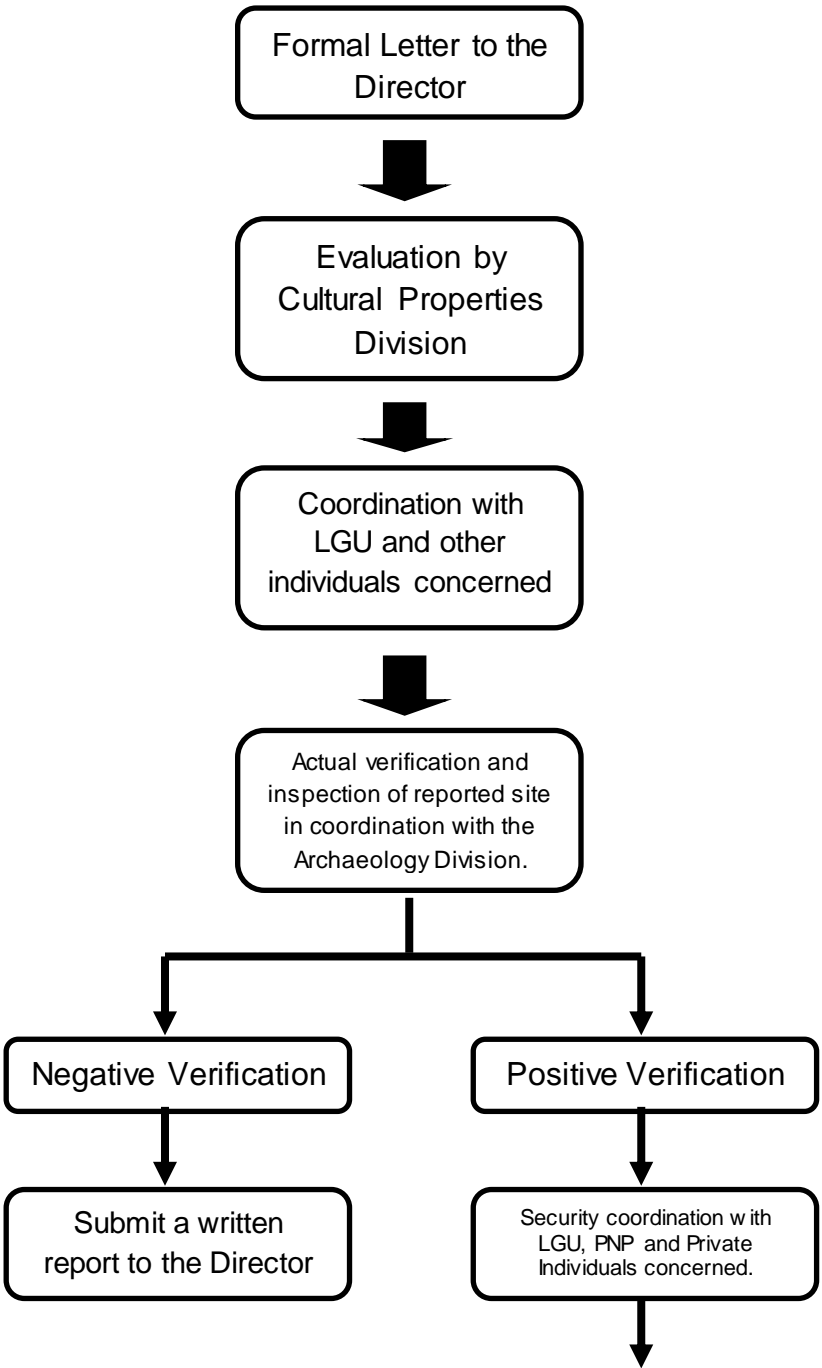 Formal Letter to the
Director
Evaluation by
Cultural Properties
Division
Coordination with
LGU and other
individuals concerned
Actual verification and
inspection of reported site
in coordination with the
Archaeology Division.
Negative Verification
Positive Verification
Submit a written
report to the Director
Security coordination with
LGU, PNP and Private
Individuals concerned.